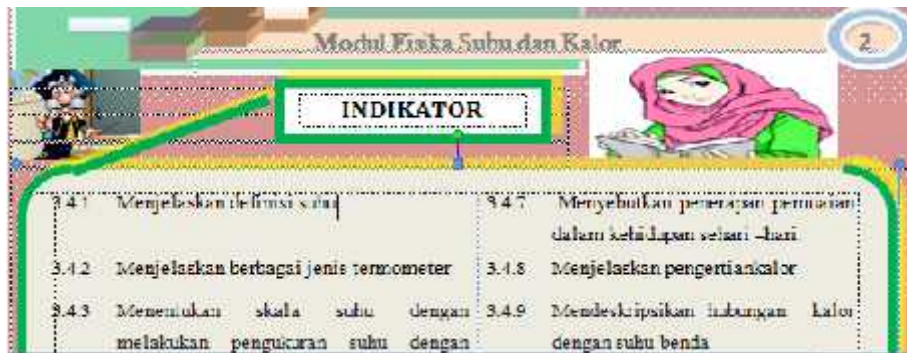 Modul Fisika Suhu dan Kalor
2
INDIKATOR
3.4.1 Menjelaskan definisi suhu
3.4.2 Menjelaskan berbagai jenis termometer
3.4.3 Menentukan skala suhu dengan
melakukan pengukuran suhu dengan
3.4.7 Menyebutkan penerapan pemuaian
dalam kehidupan sehari –hari
3.4.8 Menjelaskan pengertiankalor
3.4.9 Mendeskripsikan hubungan kalor
dengan suhu benda